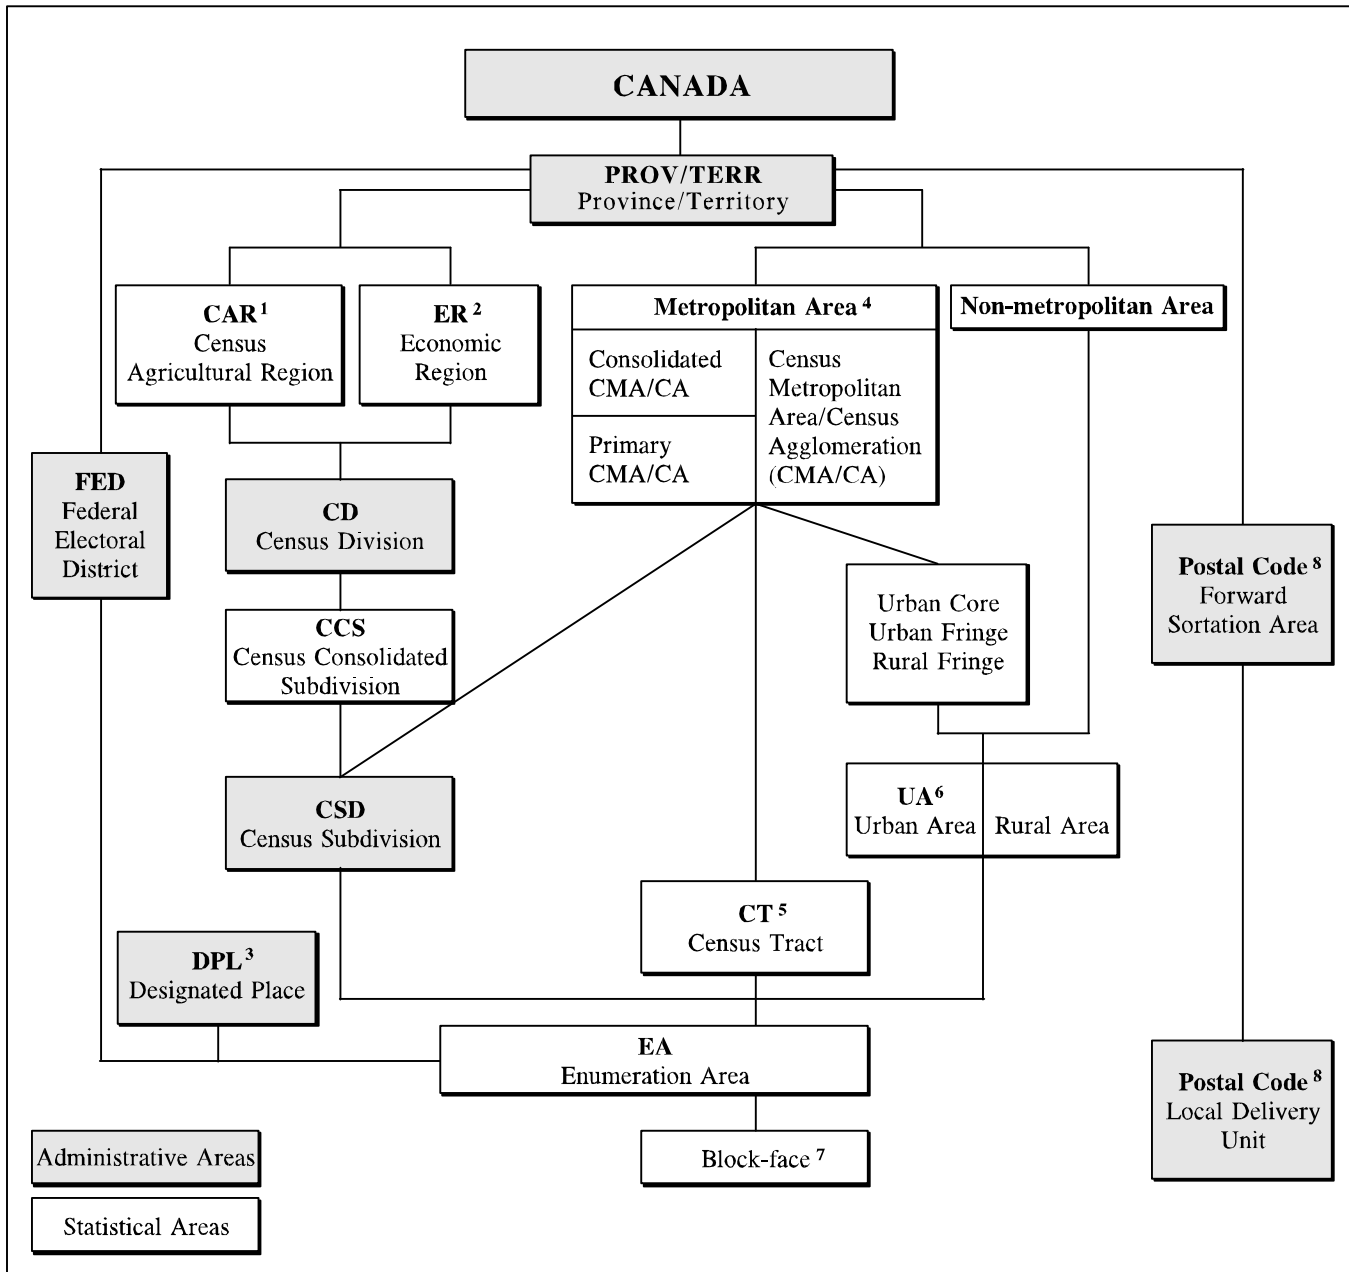 CANADA
PROV/TERR
Province/Territory
CAR 1
Census
Agricultural Region
ER 2
Economic
Region
Metropolitan Area 4
Consolidated
CMA/CA
Primary
CMA/CA
Census
Metropolitan
Area/Census
Agglomeration
(CMA/CA)
Non-metropolitan Area
FED
Federal
Electoral
District
CD
Census Division
CCS
Census Consolidated
Subdivision
Urban Core
Urban Fringe
Rural Fringe
Postal Code 8
Forward
Sortation Area
CSD
Census Subdivision
UA 6
Urban Area
Rural Area
CT 5
Census Tract
DPL 3
Designated Place
EA
Enumeration Area
Postal Code 8
Local Delivery
Unit
Block-face 7
Administrative Areas
Statistical Areas